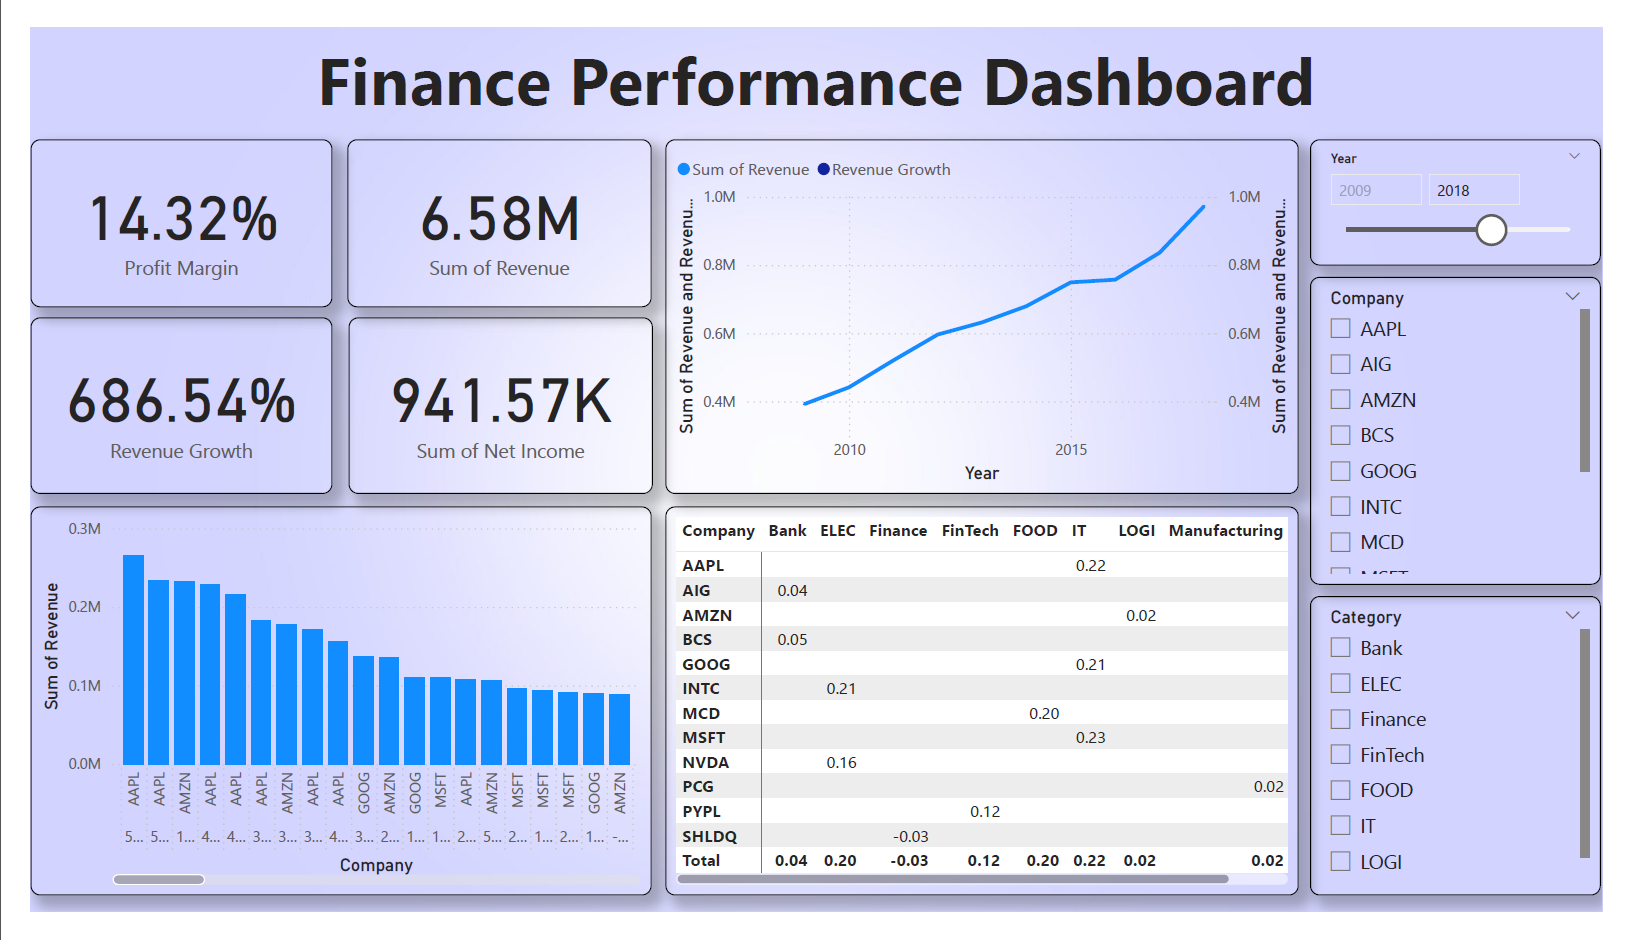 Finance Performance Dashboard
14.32%
Profit Margin
6.58M
Sum of Revenue
686.54%
Revenue Growth
941.57K
Sum of Net Income
Sum of Revenue Revenue Growth
Sum of Revenue and Revenu...
1.0M
0.8M
0.6M
0.4M
1.0M
0.8M
0.6M
0.4M
Sum of Revenue and Revenu...
2010 2015
Year
Year
2009 2018
Company
AAPL
AIG
AMZN
BCS
GOOG
INTC
MCD
Category
Bank
ELEC
Finance
FinTech
FOOD
IT
LOGI
Sum of Revenue
0.3M
0.2M
0.1M
0.0M
AAPL AAPL AMZN AAPL AAPL AAPL AMZN AAPL AAPL GOOG AMZN GOOG MSFT AAPL AMZN MSFT MSFT MSFT GOOG AMZN
5... 5... 1... 4... 4... 3... 3... 3... 4... 3... 2... 1... 1... 2... 5... 2... 1... 2... 1... -...
Company
Company Bank ELEC Finance FinTech FOOD IT LOGI Manufacturing
AAPL 0.22
AIG 0.04
AMZN 0.02
BCS 0.05
GOOG 0.21
INTC 0.21
MCD 0.20
MSFT 0.23
NVDA 0.16
PCG 0.02
PYPL 0.12
SHLDQ -0.03
Total 0.04 0.20 -0.03 0.12 0.20 0.22 0.02 0.02